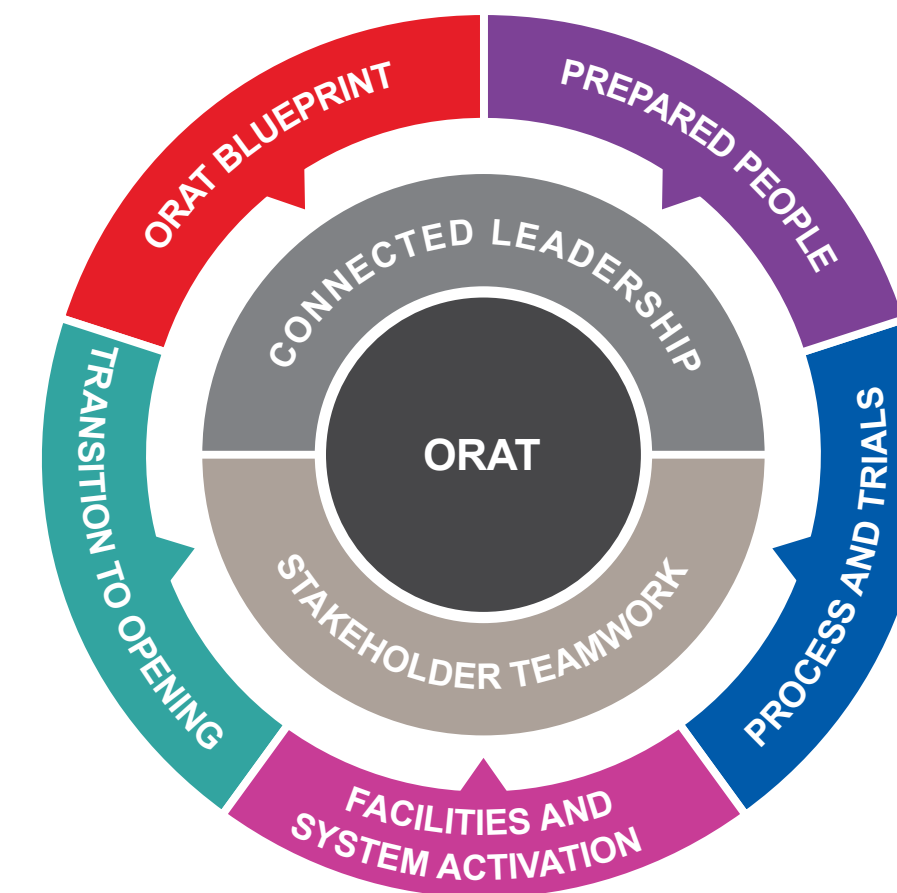 ORAT BLUEPRINT
PREPARED PEOPLE
PROCESS AND TRIALS
FACILITIES AND
SYSTEM ACTIVATION
TRANSITION TO OPENING
CONNECTED LEADERSHIP
STAKEHOLDER TEAMWORK
ORAT